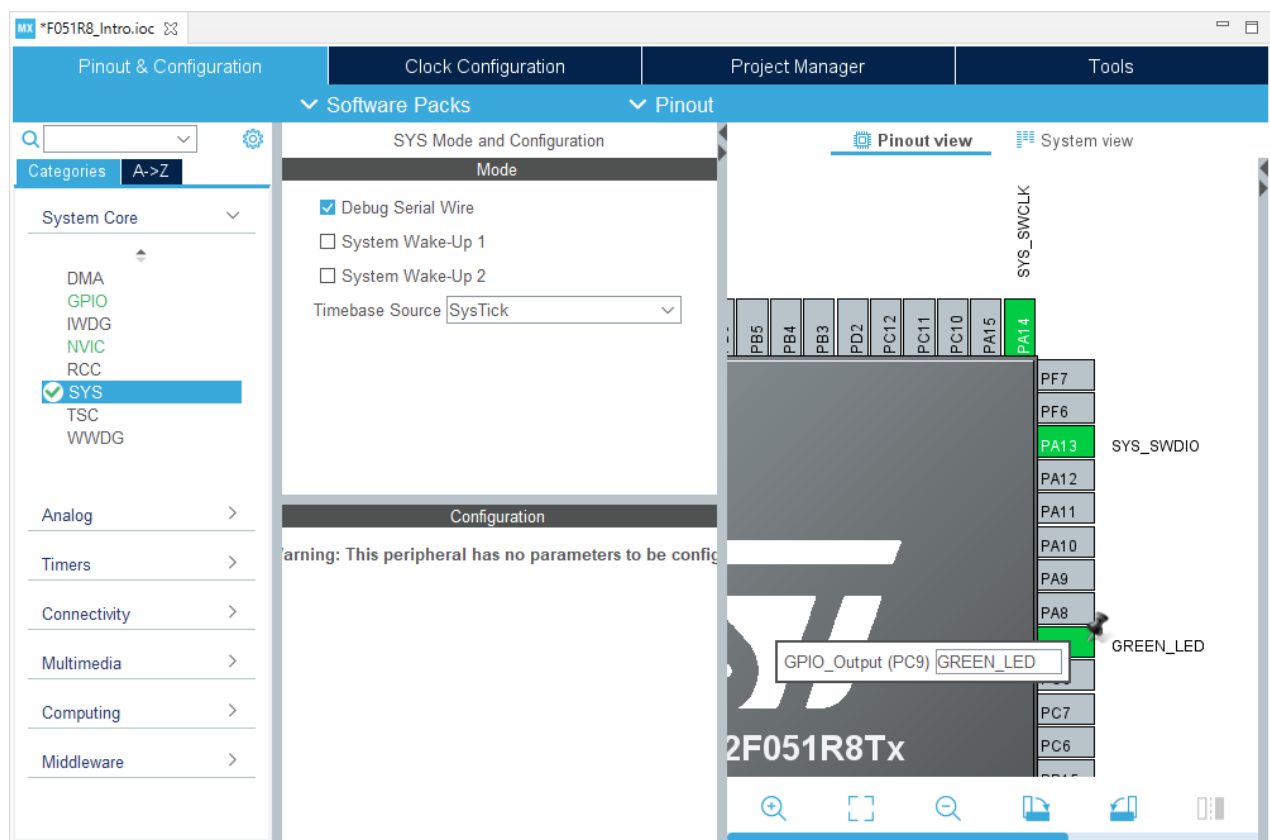 MX *F051R8_Intro.ioc
Pinout & Configuration
Clock Configuration
Project Manager
Tools
Software Packs
Pinout
Categories
A->Z
System Core
DMA
GPIO
IWDG
NVIC
RCC
SYS
TSC
WWDG
Analog
Timers
Connectivity
Multimedia
Computing
Middleware
SYS Mode and Configuration
Mode
Debug Serial Wire
System Wake-Up 1
System Wake-Up 2
Timebase Source SysTick
Configuration
arning: This peripheral has no parameters to be config
Pinout view
System view
SYS_SWCLK
PB5
PB4
PB3
PD2
PC12
PC11
PC10
PA15
PA14
PF7
PF6
PA13 SYS_SWDIO
PA12
PA11
PA10
PA9
PA8
GREEN_LED
GPIO_Output (PC9) GREEN_LED
PC7
PC6
2F051R8Tx